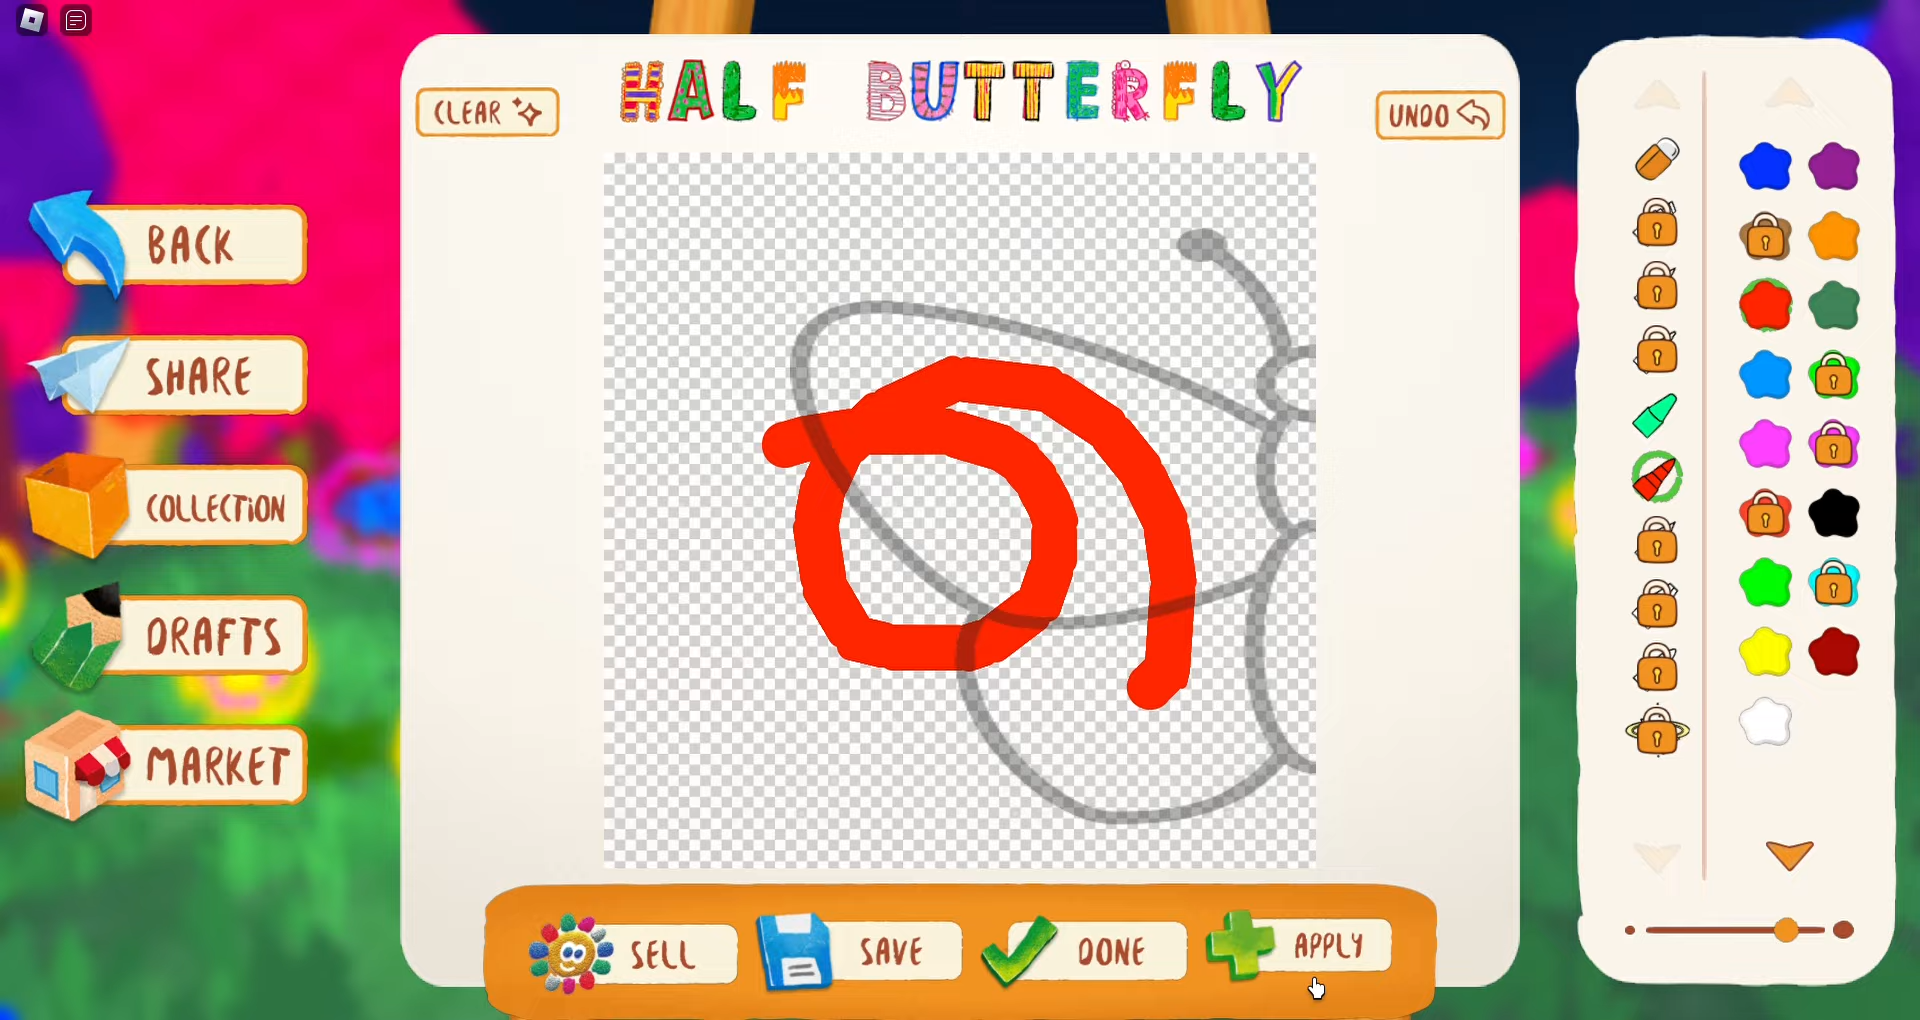 HALF BUTTERFLY
CLEAR
UNDO
BACK
SHARE
COLLECTION
DRAFTS
MARKET
SELL
SAVE
DONE
APPLY